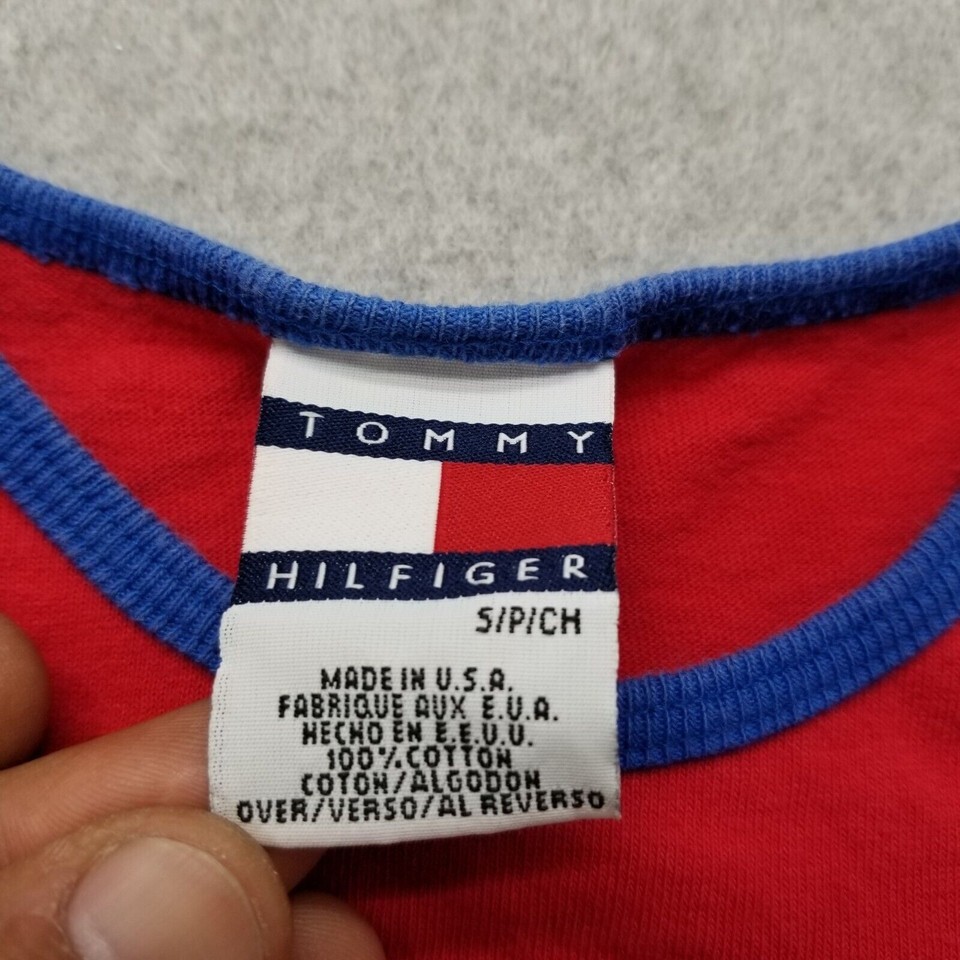 TOMMY
HILFIGER
S/P/CH
MADE IN U.S.A.
FABRIQUE AUX E.U.A.
HECHO EN E.E.U.U.
100% COTTON
COTON/ALGODON
OVER/VERSO/AL REVERSO